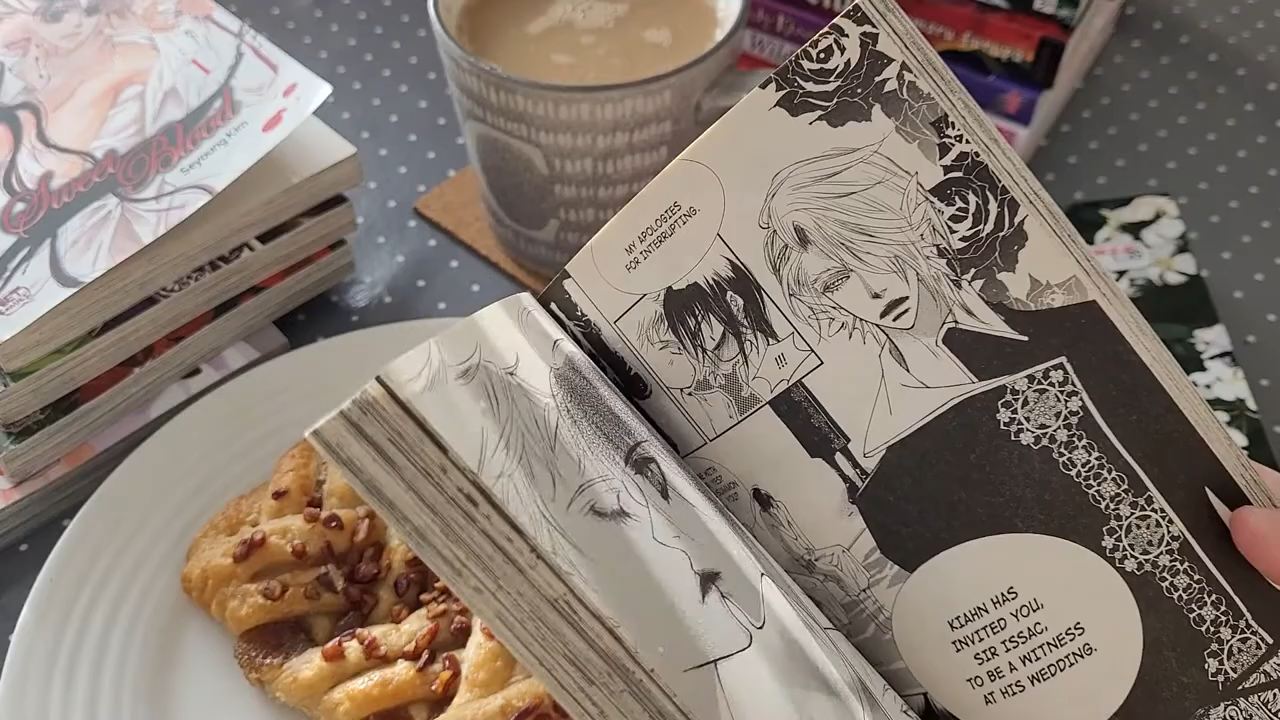 Sweet Blood
1
Seyoung Kim
MY APOLOGIES
FOR INTERRUPTING.
!!!
KIAHN HAS
INVITED YOU,
SIR ISSAC,
TO BE A WITNESS
AT HIS WEDDING.